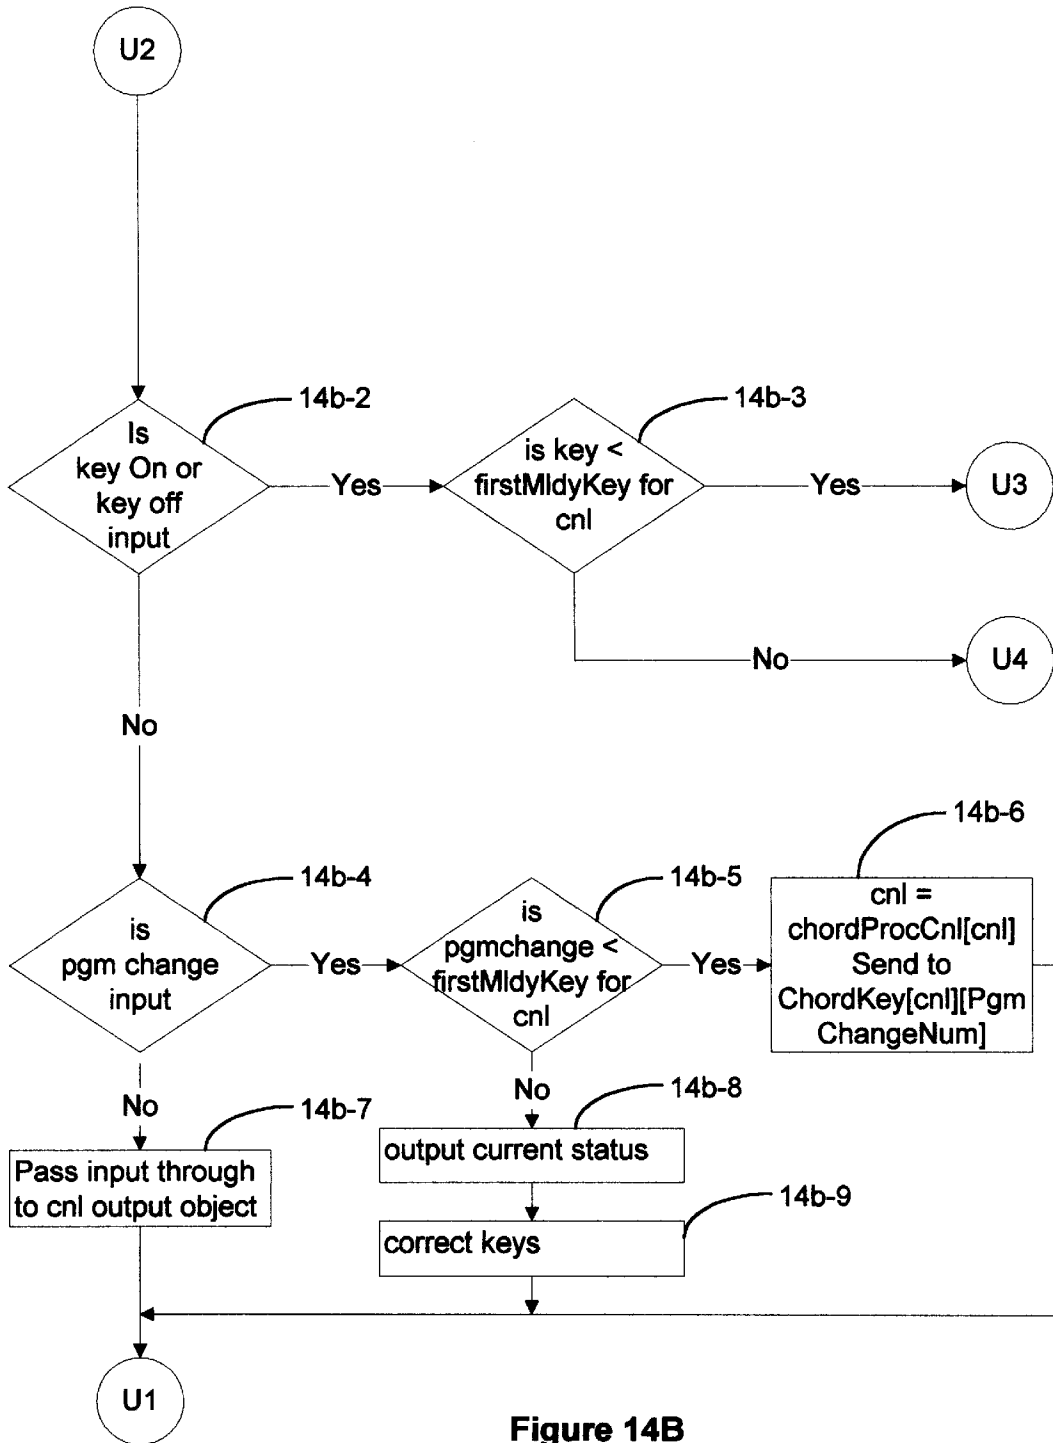 U2
14b-2
Is
key On or
key off
input
Yes
14b-3
is key <
firstMldyKey for
cnl
Yes
U3
No
U4
No
14b-4
is
pgm change
input
Yes
14b-5
is
pgmchange <
firstMldyKey for
cnl
Yes
14b-6
cnl =
chordProcCnl[cnl]
Send to
ChordKey[cnl][Pgm
ChangeNum]
No
14b-7
Pass input through
to cnl output object
No
14b-8
output current status
14b-9
correct keys
U1
Figure 14B